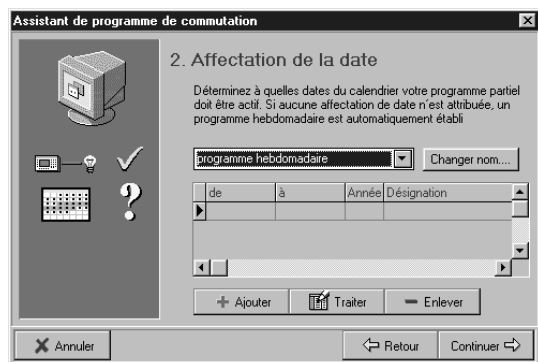 Assistant de programme de commutation
2. Affectation de la date
Déterminez à quelles dates du calendrier votre programme partiel
doit être actif. Si aucune affectation de date n´est attribuée, un
programme hebdomadaire est automatiquement établi
programme hebdomadaire
Changer nom....
de à Année Désignation
Ajouter Traiter Enlever
Annuler Retour Continuer